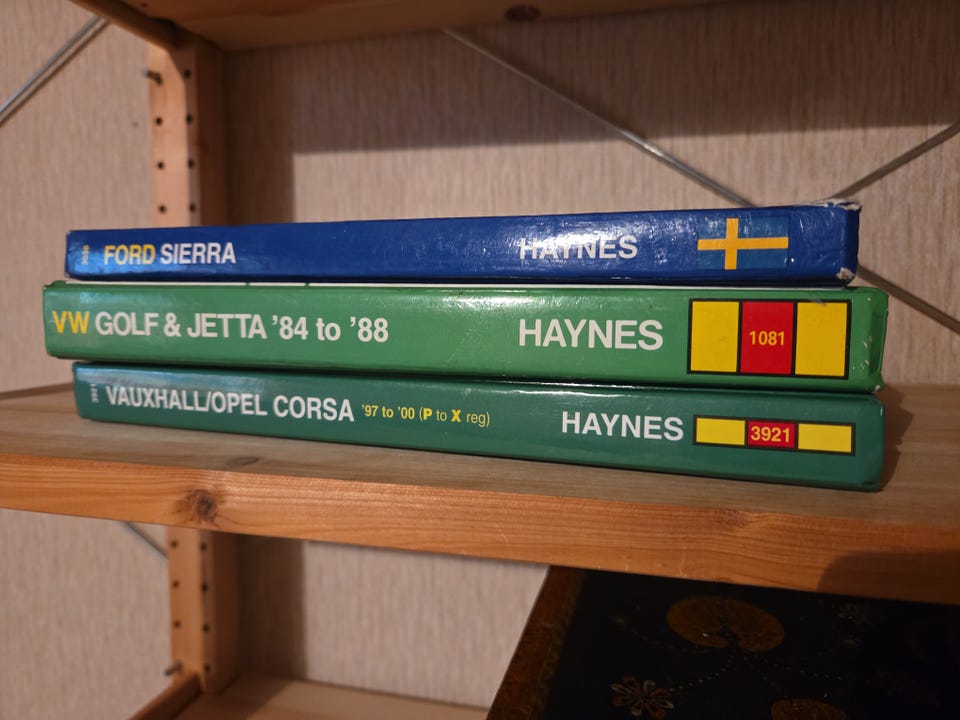 FORD SIERRA HAYNES
VW GOLF & JETTA '84 to '88 HAYNES 1081
3921 VAUXHALL/OPEL CORSA '97 to '00 (P to X reg) HAYNES 3921